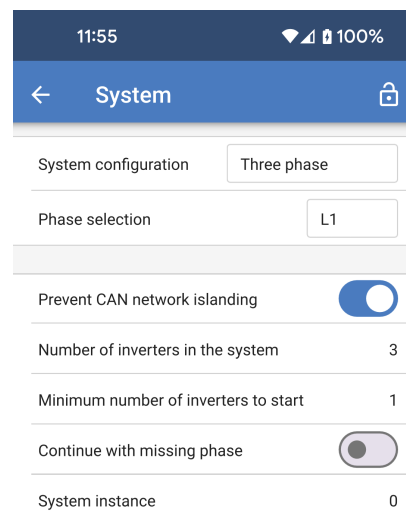 11:55 100%
System
System configuration Three phase
Phase selection L1
Prevent CAN network islanding
Number of inverters in the system 3
Minimum number of inverters to start 1
Continue with missing phase
System instance 0